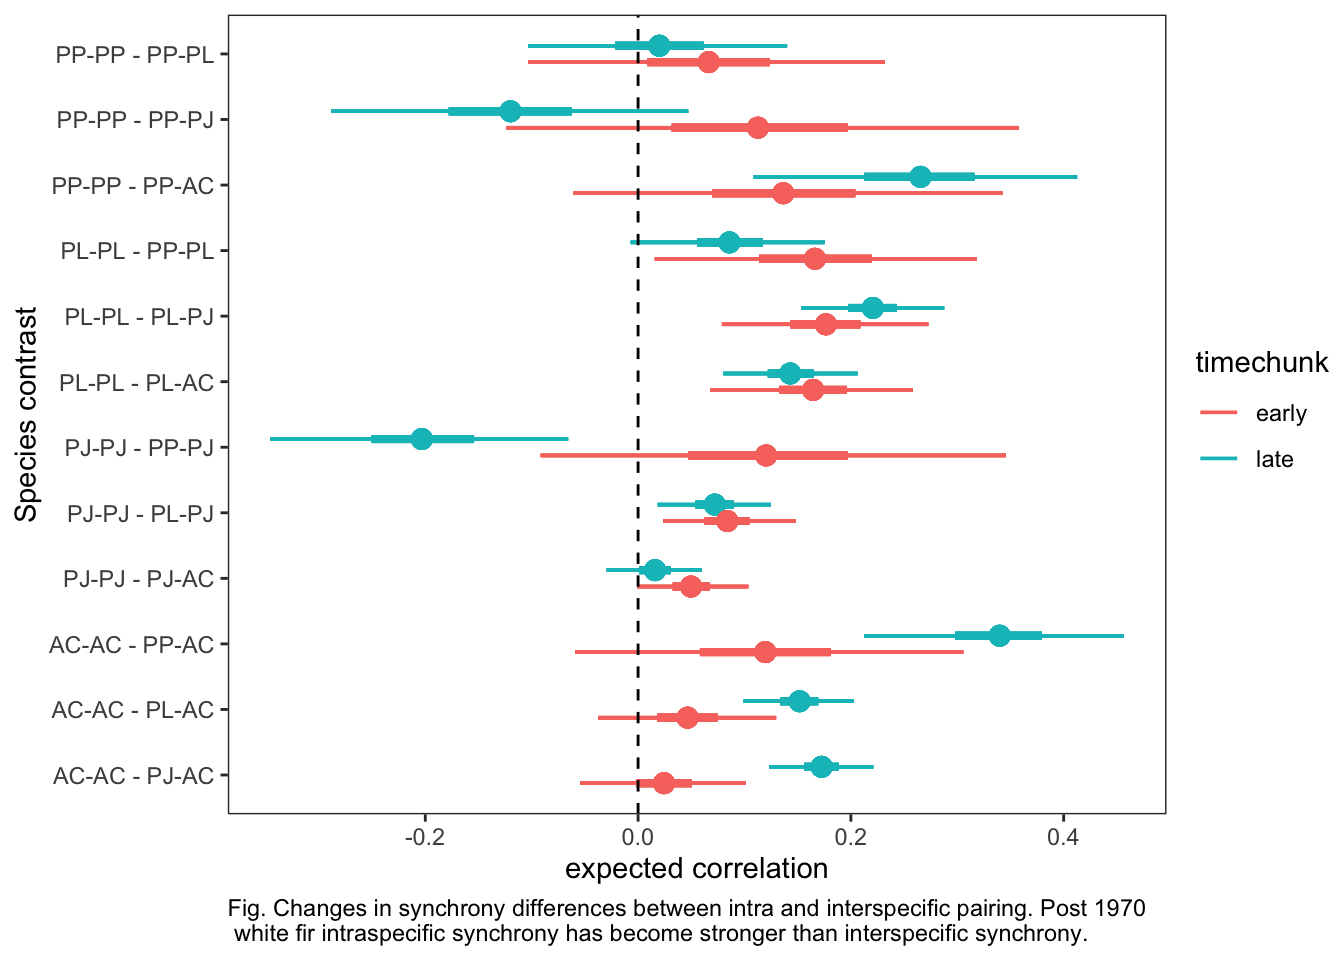 PP-PP - PP-PL
PP-PP - PP-PJ
PP-PP - PP-AC
PL-PL - PP-PL
PL-PL - PL-PJ
PL-PL - PL-AC
PJ-PJ - PP-PJ
PJ-PJ - PL-PJ
PJ-PJ - PJ-AC
AC-AC - PP-AC
AC-AC - PL-AC
AC-AC - PJ-AC
Species contrast
-0.2 0.0 0.2 0.4
expected correlation
timechunk
early
late
Fig. Changes in synchrony differences between intra and interspecific pairing. Post 1970
white fir intraspecific synchrony has become stronger than interspecific synchrony.